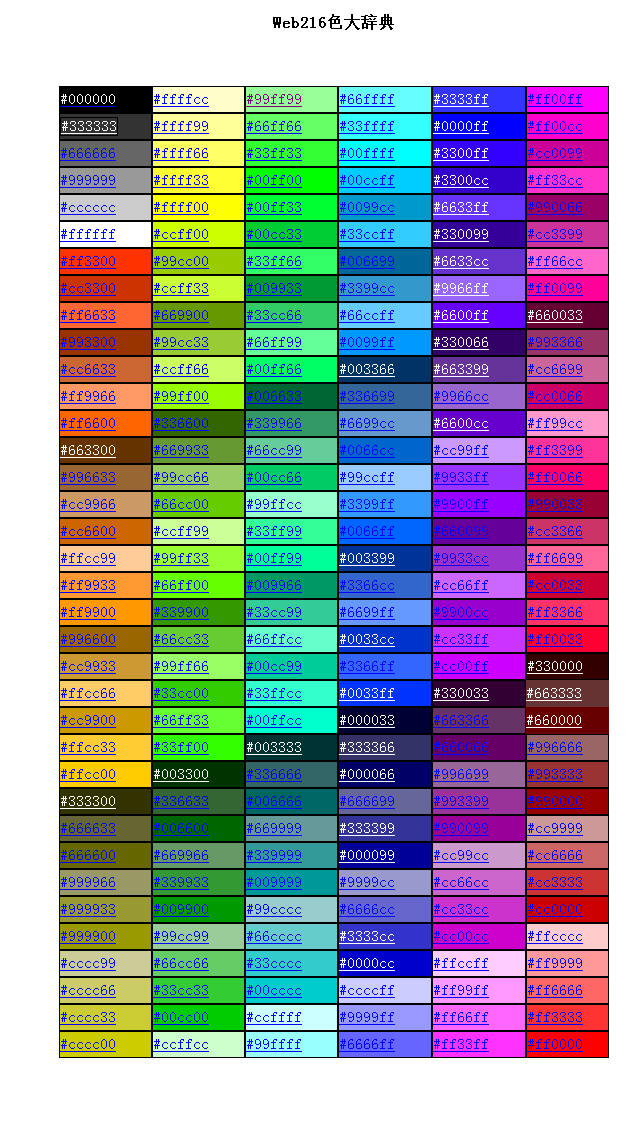 Web216色大辞典
#000000 #ffffcc #99ff99 #66ffff #3333ff #ff00ff
#333333 #ffff99 #66ff66 #33ffff #0000ff #ff00cc
#666666 #ffff66 #33ff33 #00ffff #3300ff #cc0099
#999999 #ffff33 #00ff00 #00ccff #3300cc #ff33cc
#cccccc #ffff00 #00ff33 #0099cc #6633ff #990066
#ffffff #ccff00 #00cc33 #33ccff #330099 #cc3399
#ff3300 #99cc00 #33ff66 #006699 #6633cc #ff66cc
#cc3300 #ccff33 #009933 #3399cc #9966ff #ff0099
#ff6633 #669900 #33cc66 #66ccff #6600ff #660033
#993300 #99cc33 #66ff99 #0099ff #330066 #993366
#cc6633 #ccff66 #00ff66 #003366 #663399 #cc6699
#ff9966 #99ff00 #006633 #336699 #9966cc #cc0066
#ff6600 #336600 #339966 #6699cc #6600cc #ff99cc
#663300 #669933 #66cc99 #0066cc #cc99ff #ff3399
#996633 #99cc66 #00cc66 #99ccff #9933ff #ff0066
#cc9966 #66cc00 #99ffcc #3399ff #9900ff #990033
#cc6600 #ccff99 #33ff99 #0066ff #660099 #cc3366
#ffcc99 #99ff33 #00ff99 #003399 #9933cc #ff6699
#ff9933 #66ff00 #009966 #3366cc #cc66ff #cc0033
#ff9900 #339900 #33cc99 #6699ff #9900cc #ff3366
#996600 #66cc33 #66ffcc #0033cc #cc33ff #ff0033
#cc9933 #99ff66 #00cc99 #3366ff #cc00ff #330000
#ffcc66 #33cc00 #33ffcc #0033ff #330033 #663333
#cc9900 #66ff33 #00ffcc #000033 #663366 #660000
#ffcc33 #33ff00 #003333 #333366 #660066 #996666
#ffcc00 #003300 #336666 #000066 #996699 #993333
#333300 #336633 #006666 #666699 #993399 #990000
#666633 #006600 #669999 #333399 #990099 #cc9999
#666600 #669966 #339999 #000099 #cc99cc #cc6666
#999966 #339933 #009999 #9999cc #cc66cc #cc3333
#999933 #009900 #99cccc #6666cc #cc33cc #cc0000
#999900 #99cc99 #66cccc #3333cc #cc00cc #ffcccc
#cccc99 #66cc66 #33cccc #0000cc #ffccff #ff9999
#cccc66 #33cc33 #00cccc #ccccff #ff99ff #ff6666
#cccc33 #00cc00 #ccffff #9999ff #ff66ff #ff3333
#cccc00 #ccffcc #99ffff #6666ff #ff33ff #ff0000